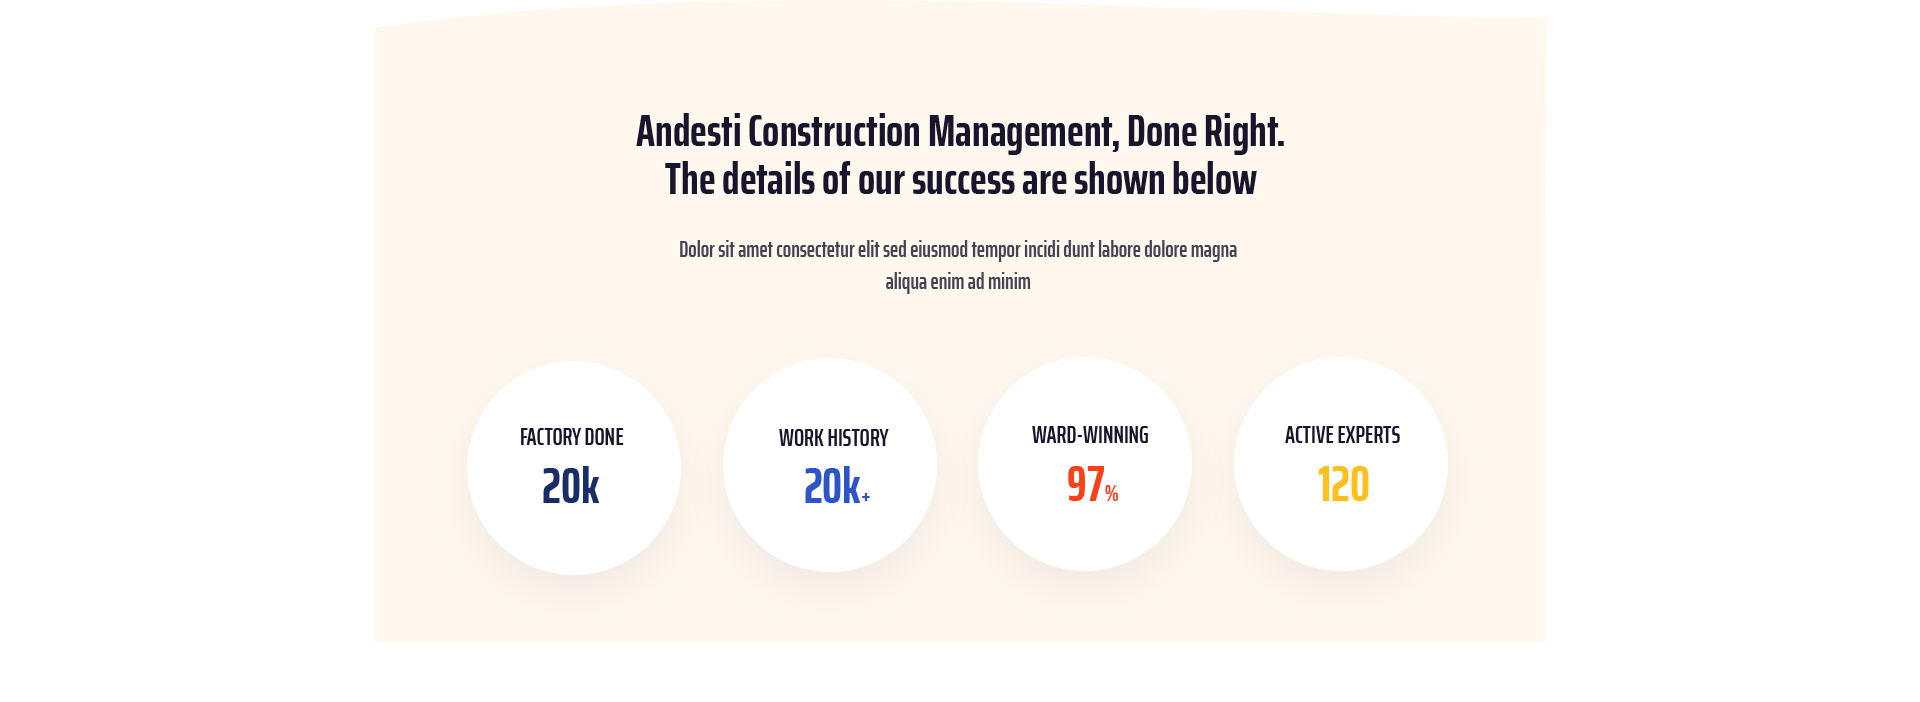 Andesti Construction Management, Done Right.
The details of our success are shown below
Dolor sit amet consectetur elit sed eiusmod tempor incidi dunt labore dolore magna
aliqua enim ad minim
FACTORY DONE
20k
WORK HISTORY
20k+
WARD-WINNING
97%
ACTIVE EXPERTS
120